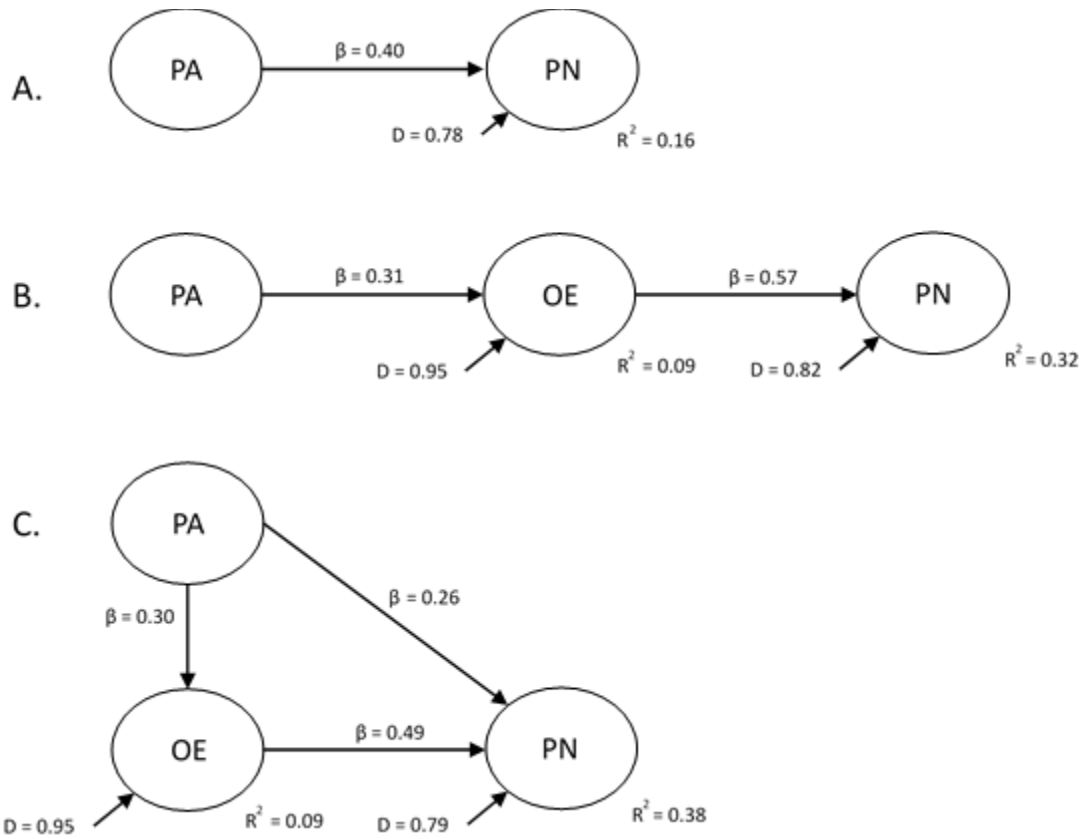 A.
PA
β = 0.40
PN
D = 0.78
R² = 0.16
B.
PA
β = 0.31
OE
β = 0.57
PN
D = 0.95
R² = 0.09
D = 0.82
R² = 0.32
C.
PA
β = 0.26
β = 0.30
OE
β = 0.49
PN
D = 0.95
R² = 0.09
D = 0.79
R² = 0.38